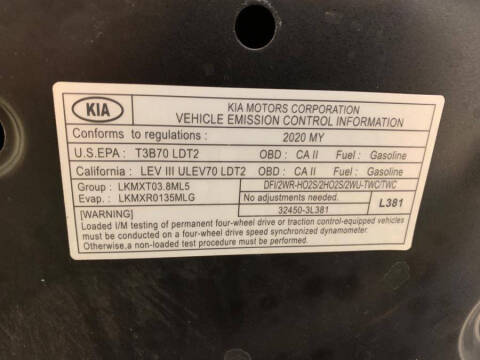 KIA
KIA MOTORS CORPORATION
VEHICLE EMISSION CONTROL INFORMATION
Conforms to regulations : 2020 MY
U.S.EPA : T3B70 LDT2 OBD : CA II Fuel : Gasoline
California : LEV III ULEV70 LDT2 OBD : CA II Fuel : Gasoline
Group : LKMXT03.8ML5 DFI/2WR-HO2S/2HO2S/2WU-TWC/TWC
Evap. : LKMXR0135MLG No adjustments needed. L381
[WARNING] 32450-3L381
Loaded I/M testing of permanent four-wheel drive or traction control-equipped vehicles
must be conducted on a four-wheel drive speed synchronized dynamometer.
Otherwise,a non-loaded test procedure must be performed.